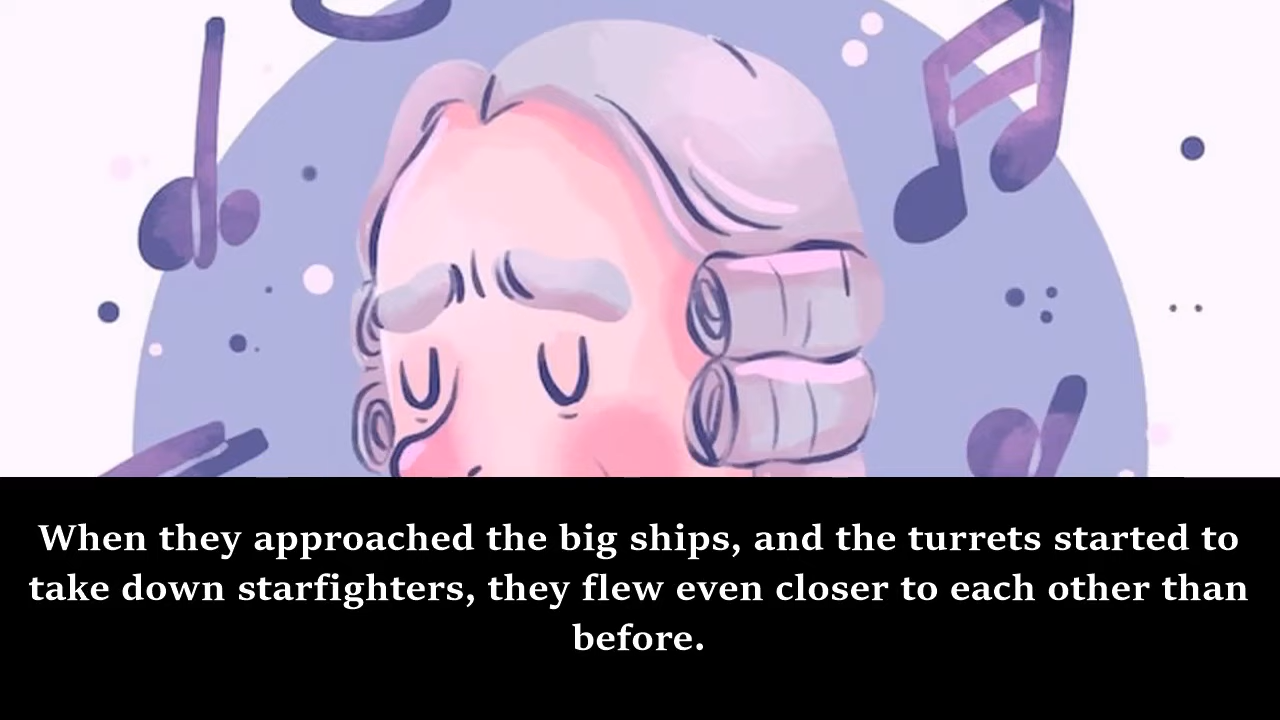 When they approached the big ships, and the turrets started to
take down starfighters, they flew even closer to each other than
before.